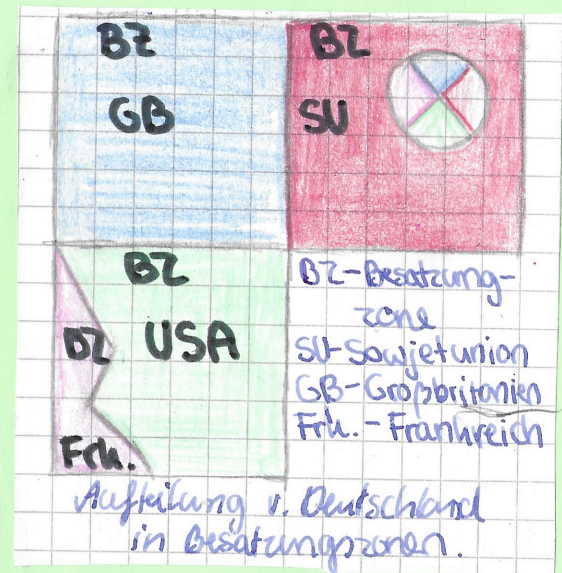 BZ
GB
BZ
SU
BZ
USA
BZ
Frk.
BZ-Besatzung-
zone
SU-Sowjetunion
GB-Großbritanien
Frk.-Frankreich
Aufteilung v. Deutschland
in Besatzungszonen.